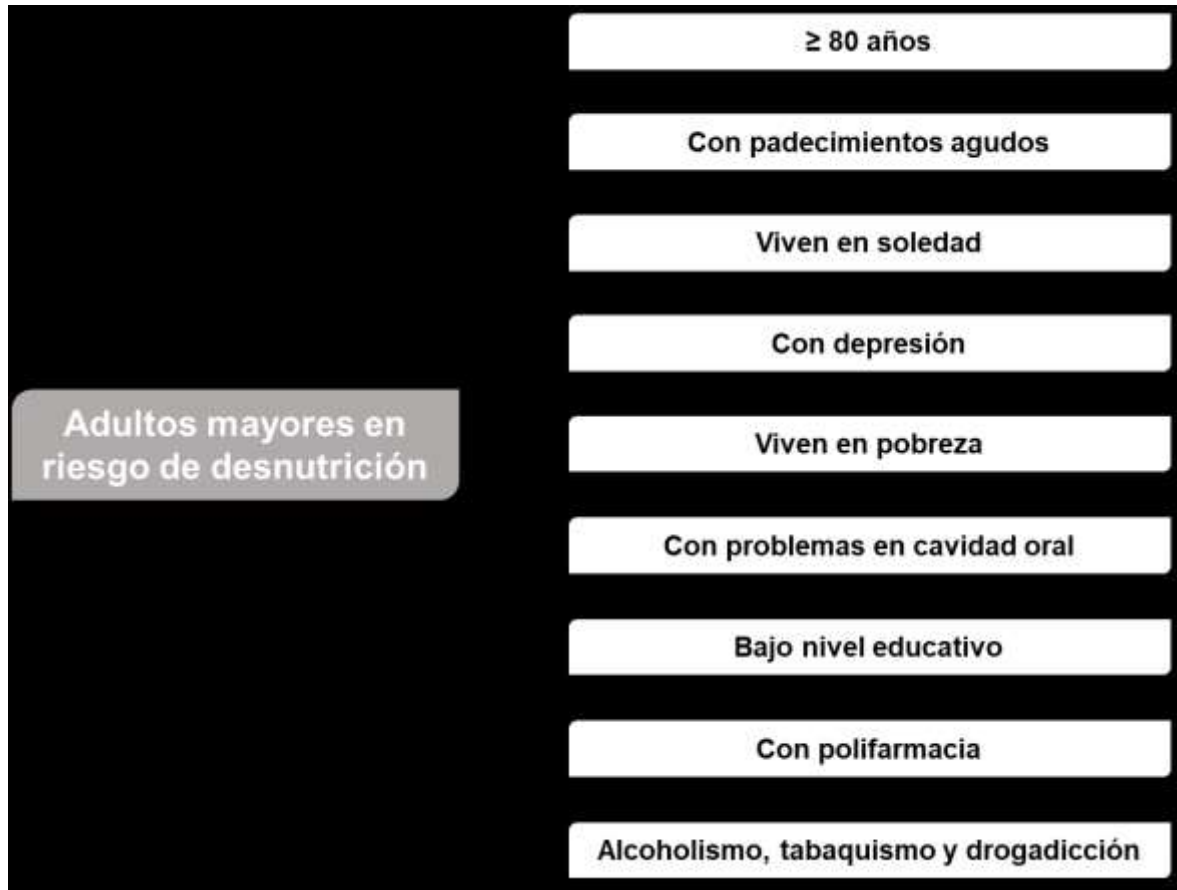 Adultos mayores en
riesgo de desnutrición
≥ 80 años
Con padecimientos agudos
Viven en soledad
Con depresión
Viven en pobreza
Con problemas en cavidad oral
Bajo nivel educativo
Con polifarmacia
Alcoholismo, tabaquismo y drogadicción